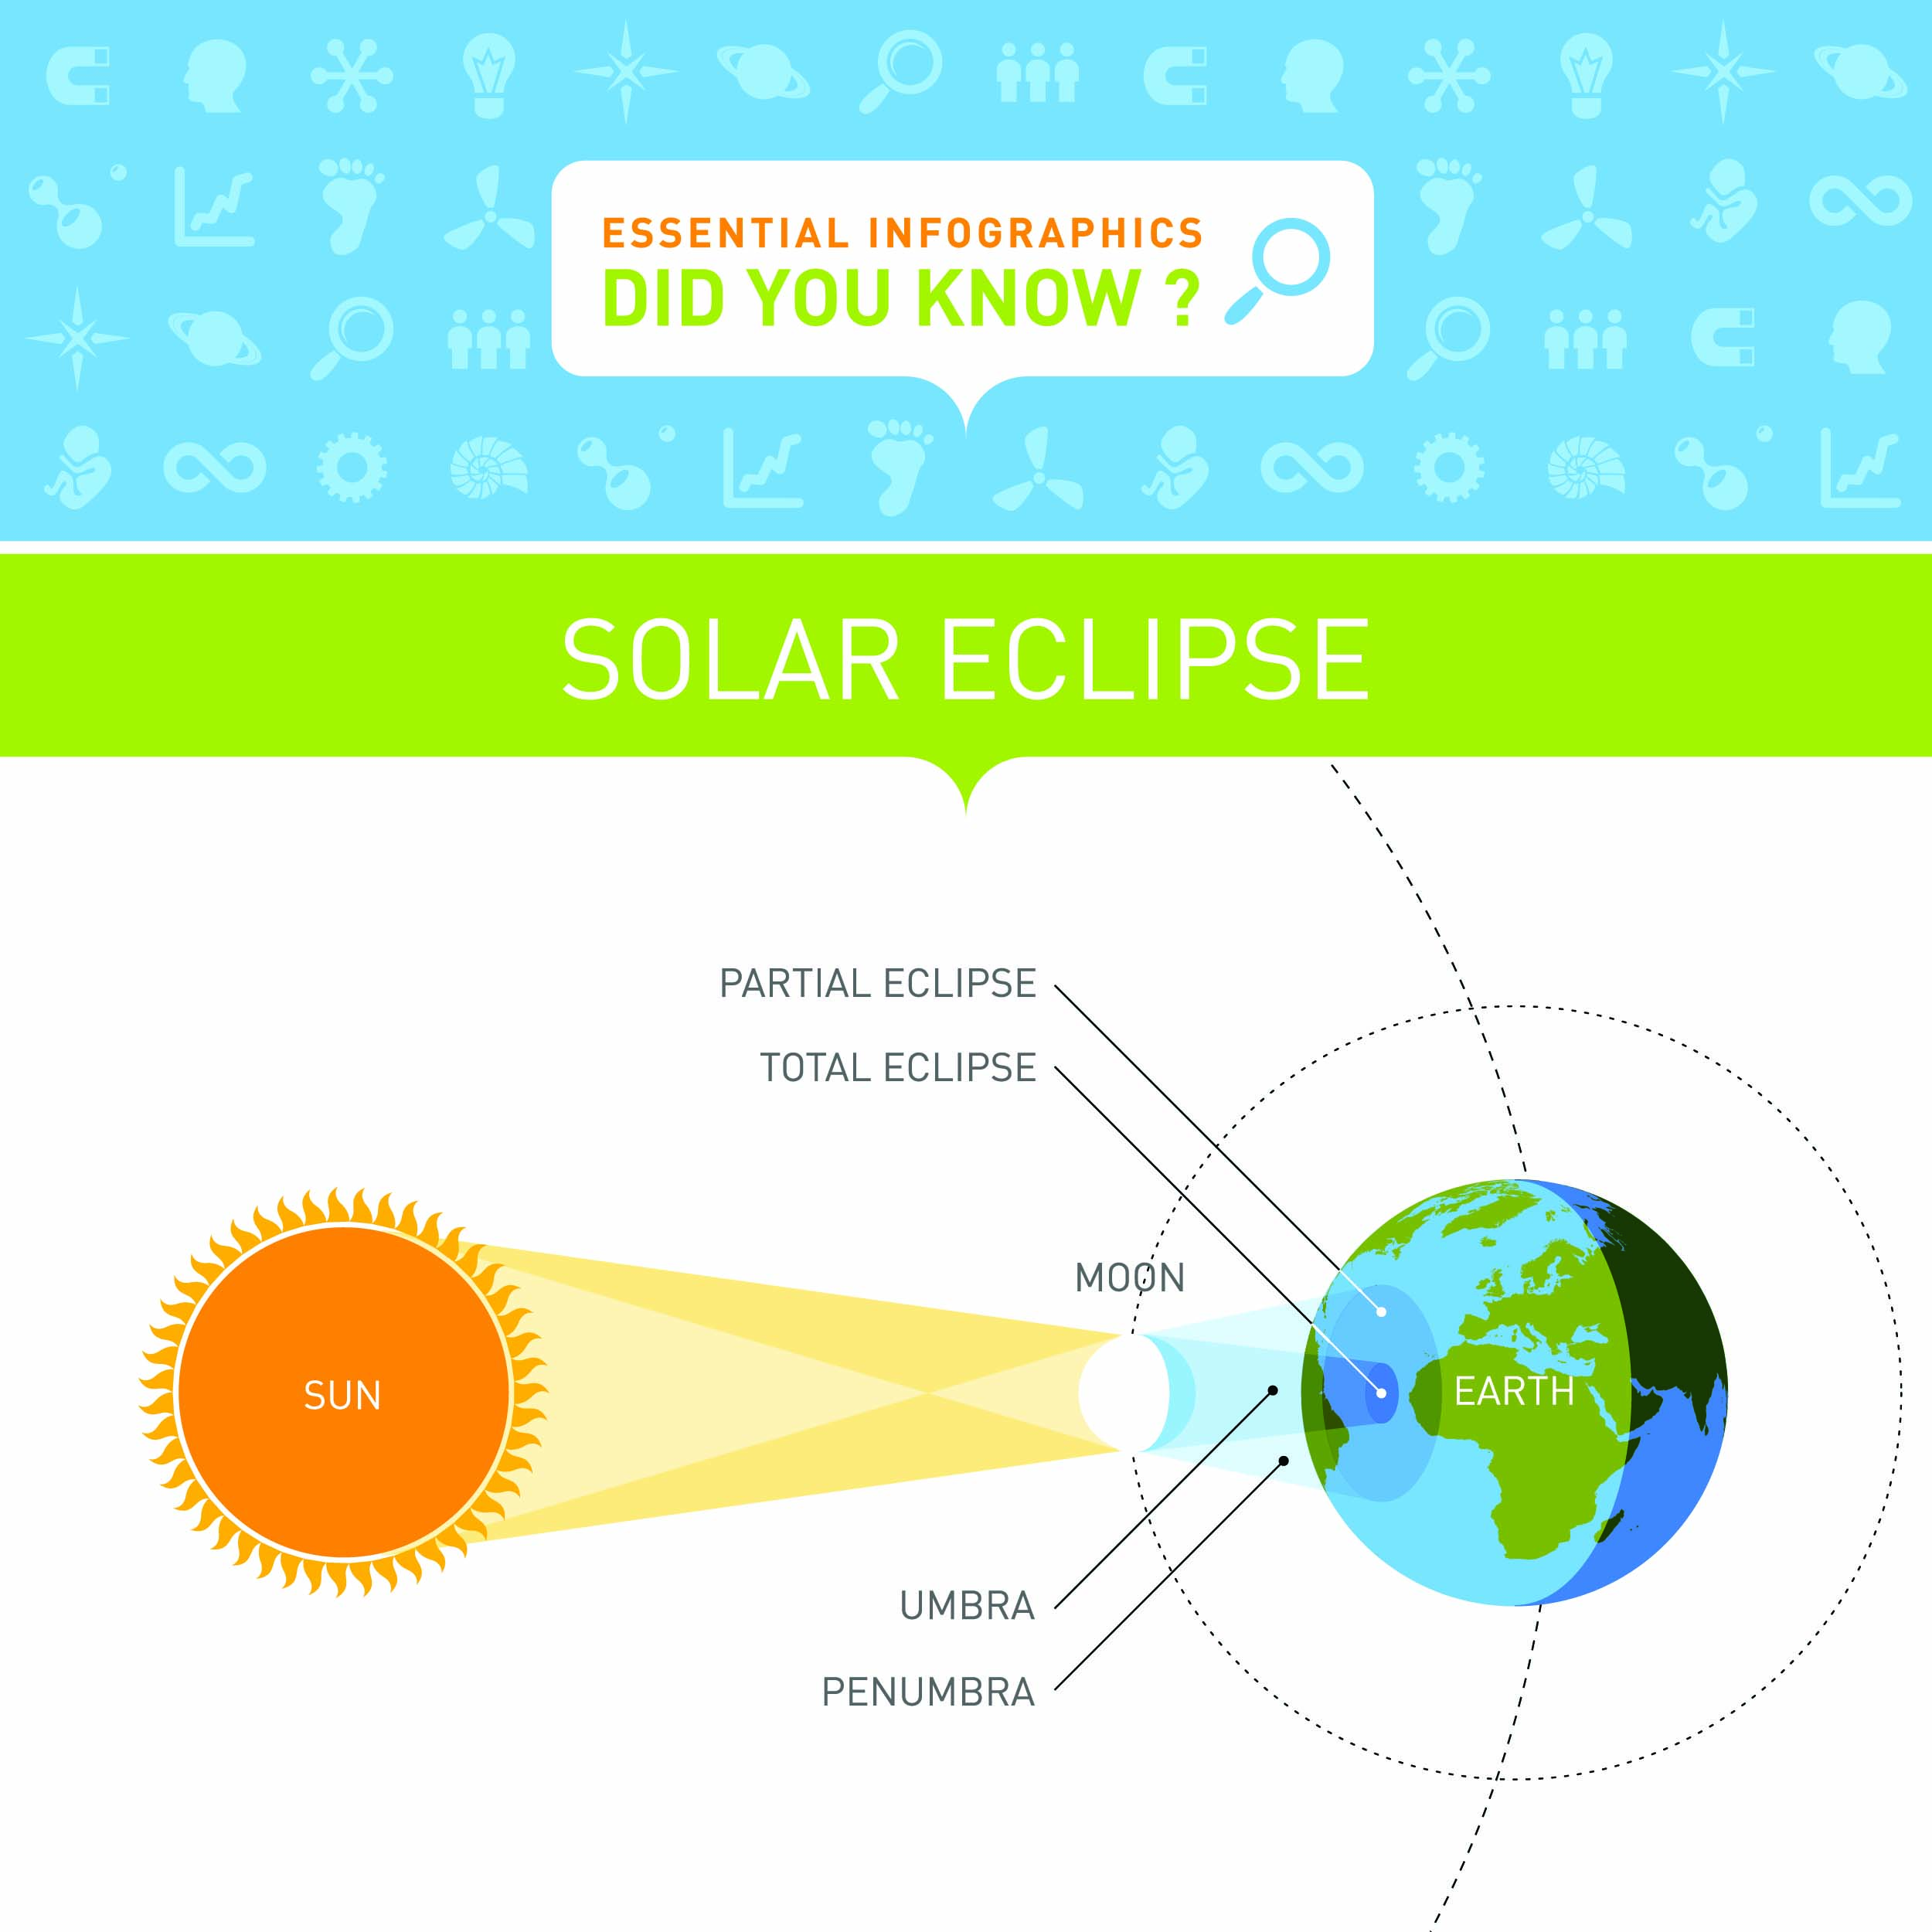 ESSENTIAL INFOGRAPHICS
DID YOU KNOW ?
SOLAR ECLIPSE
PARTIAL ECLIPSE
TOTAL ECLIPSE
MOON
SUN
EARTH
UMBRA
PENUMBRA